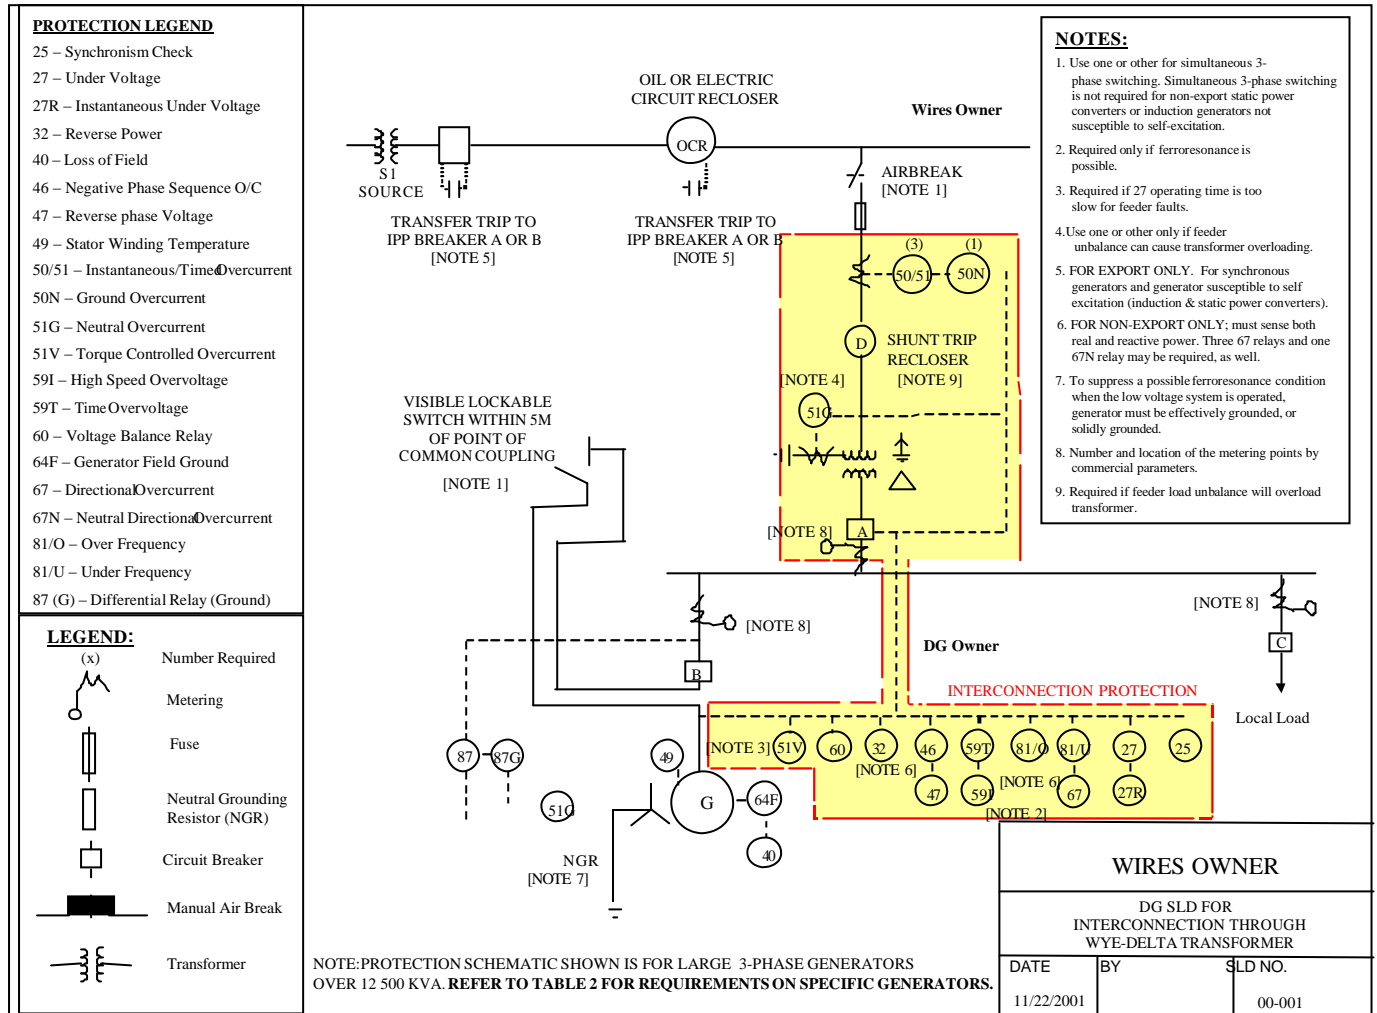 PROTECTION LEGEND
25 – Synchronism Check
27 – Under Voltage
27R – Instantaneous Under Voltage
32 – Reverse Power
40 – Loss of Field
46 – Negative Phase Sequence O/C
47 – Reverse phase Voltage
49 – Stator Winding Temperature
50/51 – Instantaneous/Timed Overcurrent
50N – Ground Overcurrent
51G – Neutral Overcurrent
51V – Torque Controlled Overcurrent
59I – High Speed Overvoltage
59T – Time Overvoltage
60 – Voltage Balance Relay
64F – Generator Field Ground
67 – Directional Overcurrent
67N – Neutral Directional Overcurrent
81/O – Over Frequency
81/U – Under Frequency
87 (G) – Differential Relay (Ground)
LEGEND:
(x) Number Required
Metering
Fuse
Neutral Grounding
Resistor (NGR)
Circuit Breaker
Manual Air Break
Transformer
OIL OR ELECTRIC
CIRCUIT RECLOSER
Wires Owner
OCR
S1
SOURCE
AIRBREAK
[NOTE 1]
TRANSFER TRIP TO
IPP BREAKER A OR B
[NOTE 5]
TRANSFER TRIP TO
IPP BREAKER A OR B
[NOTE 5]
(3) (1)
50/51 50N
D
SHUNT TRIP
RECLOSER
[NOTE 9]
[NOTE 4]
51G
VISIBLE LOCKABLE
SWITCH WITHIN 5M
OF POINT OF
COMMON COUPLING
[NOTE 1]
[NOTE 8] A
[NOTE 8]
[NOTE 8]
C
DG Owner
B
INTERCONNECTION PROTECTION
Local Load
[NOTE 3] 51V 60 32 46 59T 81/O 81/U 27 25
[NOTE 6] [NOTE 6]
47 59I 67 27R
[NOTE 2]
87 87G 49
51G G 64F
40
NGR
[NOTE 7]
NOTES:
1. Use one or other for simultaneous 3-
phase switching. Simultaneous 3-phase switching
is not required for non-export static power
converters or induction generators not
susceptible to self-excitation.
2. Required only if ferroresonance is
possible.
3. Required if 27 operating time is too
slow for feeder faults.
4.Use one or other only if feeder
unbalance can cause transformer overloading.
5. FOR EXPORT ONLY. For synchronous
generators and generator susceptible to self
excitation (induction & static power converters).
6. FOR NON-EXPORT ONLY; must sense both
real and reactive power. Three 67 relays and one
67N relay may be required, as well.
7. To suppress a possible ferroresonance condition
when the low voltage system is operated,
generator must be effectively grounded, or
solidly grounded.
8. Number and location of the metering points by
commercial parameters.
9. Required if feeder load unbalance will overload
transformer.
NOTE:PROTECTION SCHEMATIC SHOWN IS FOR LARGE 3-PHASE GENERATORS
OVER 12 500 KVA. REFER TO TABLE 2 FOR REQUIREMENTS ON SPECIFIC GENERATORS.
WIRES OWNER
DG SLD FOR
INTERCONNECTION THROUGH
WYE-DELTA TRANSFORMER
DATE BY SLD NO.
11/22/2001 00-001